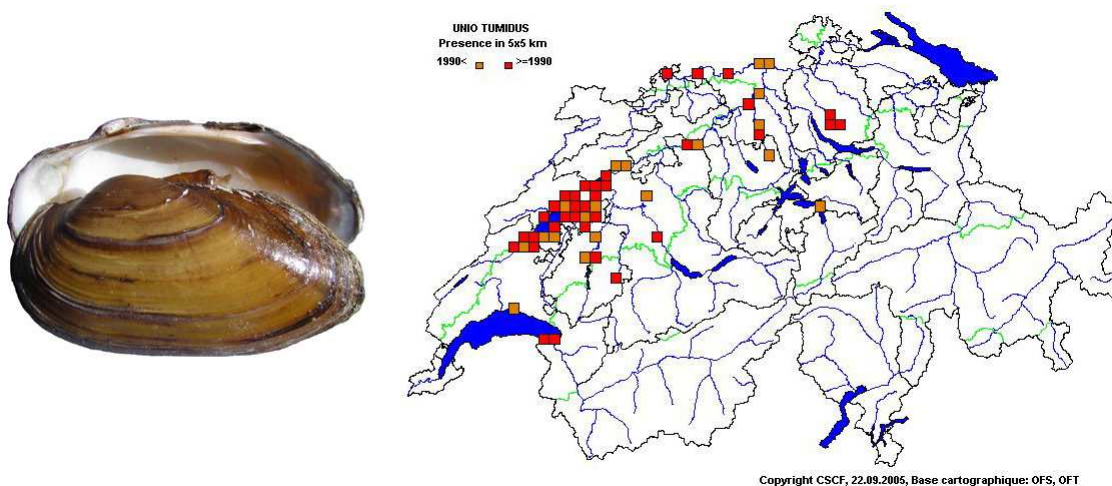 UNIO TUMIDUS
Presence in 5x5 km
1990< >=1990
Copyright CSCF, 22.09.2005, Base cartographique: OFS, OFT